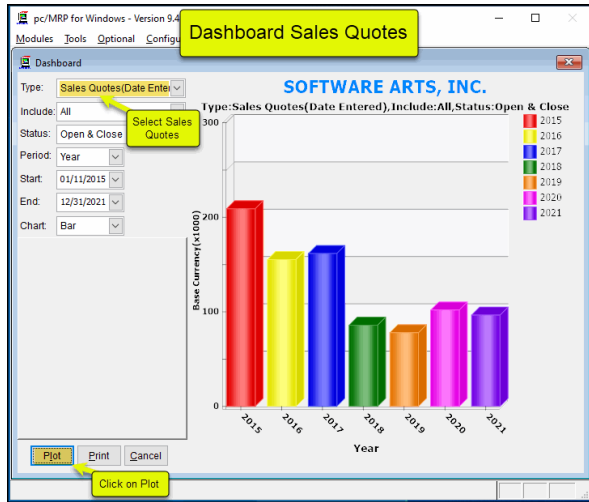 pc/MRP for Windows - Version 9.4
Dashboard Sales Quotes
Modules Tools Optional Configu
Dashboard
Type: Sales Quotes(Date Enter
Include: All
Select Sales
Quotes
Status: Open & Close
Period: Year
Start: 01/11/2015
End: 12/31/2021
Chart: Bar
SOFTWARE ARTS, INC.
Type:Sales Quotes(Date Entered),Include:All,Status:Open & Close
300
200
100
0
Base Currency(x1000)
2015
2016
2017
2018
2019
2020
2021
Year
2015
2016
2017
2018
2019
2020
2021
Plot Print Cancel
Click on Plot